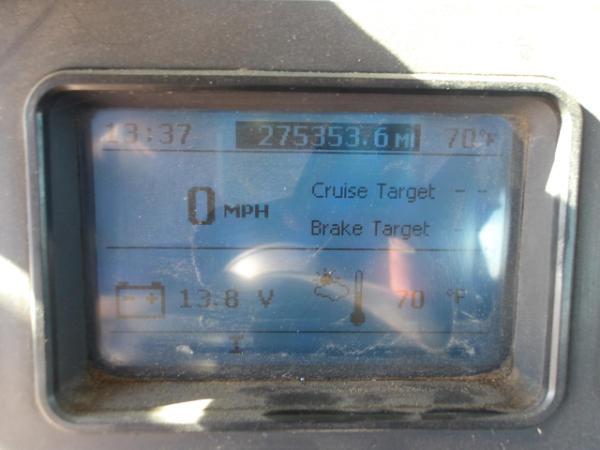 13:37 275353.6 MI 70°F
0 MPH
Cruise Target - -
Brake Target -
- + 13.8 V 70 °F